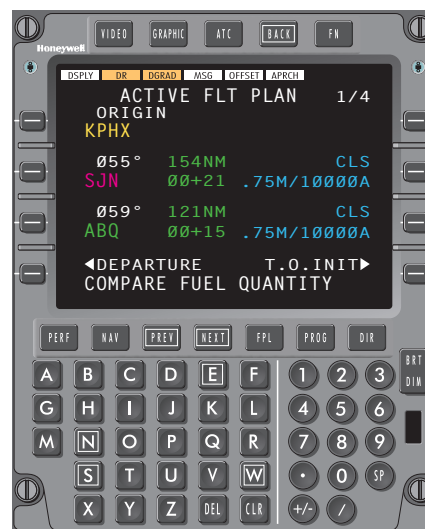 VIDEO GRAPHIC ATC BACK FN
Honeywell
DSPLY DR DGRAD MSG OFFSET APRCH
ACTIVE FLT PLAN 1/4
ORIGIN
KPHX
Ø55° 154NM CLS
SJN ØØ+21 .75M/1ØØØØA
Ø59° 121NM CLS
ABQ ØØ+15 .75M/1ØØØØA
◀DEPARTURE T.O.INIT▶
COMPARE FUEL QUANTITY
PERF NAV PREV NEXT FPL PROG DIR
BRT
DIM
A B C D E F 1 2 3
G H I J K L 4 5 6
M N O P Q R 7 8 9
S T U V W · 0 SP
X Y Z DEL CLR +/- /